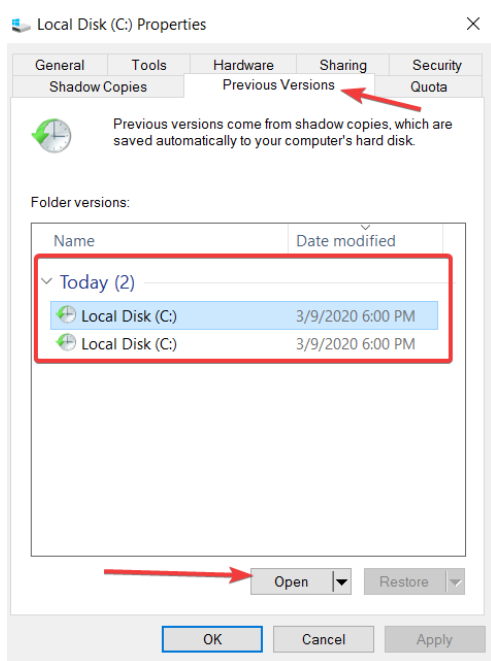 Local Disk (C:) Properties
General Tools Hardware Sharing Security
Shadow Copies Previous Versions Quota
Previous versions come from shadow copies, which are
saved automatically to your computer's hard disk.
Folder versions:
Name Date modified
Today (2)
Local Disk (C:) 3/9/2020 6:00 PM
Local Disk (C:) 3/9/2020 6:00 PM
Open Restore
OK Cancel Apply